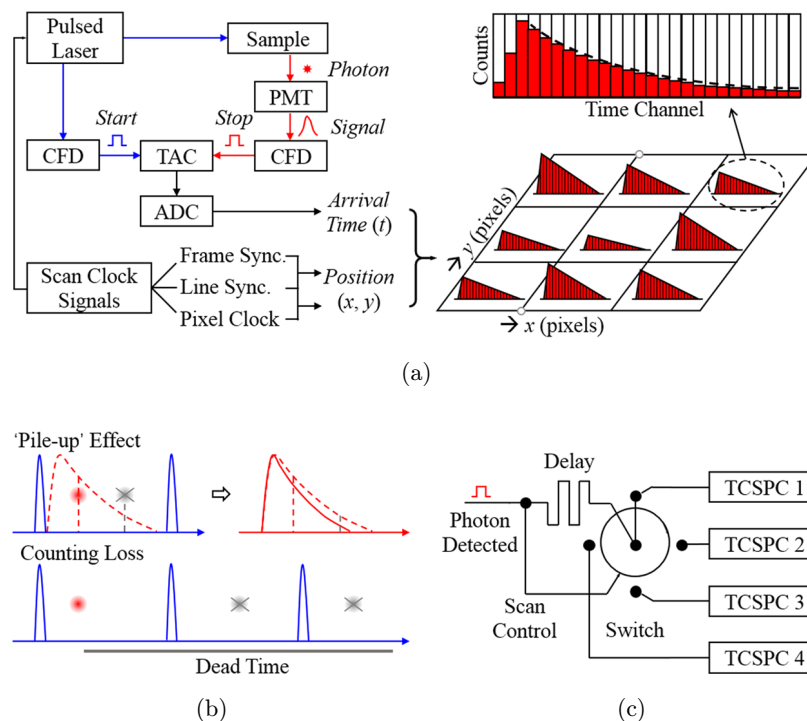 Pulsed
Laser
Sample
Photon
PMT
Signal
Start
Stop
CFD
TAC
CFD
ADC
Arrival
Time (t)
Scan Clock
Signals
Frame Sync.
Line Sync.
Pixel Clock
Position
(x, y)
Counts
Time Channel
y (pixels)
x (pixels)
(a)
'Pile-up' Effect
Counting Loss
Dead Time
(b)
Delay
Photon
Detected
Scan
Control
Switch
TCSPC 1
TCSPC 2
TCSPC 3
TCSPC 4
(c)